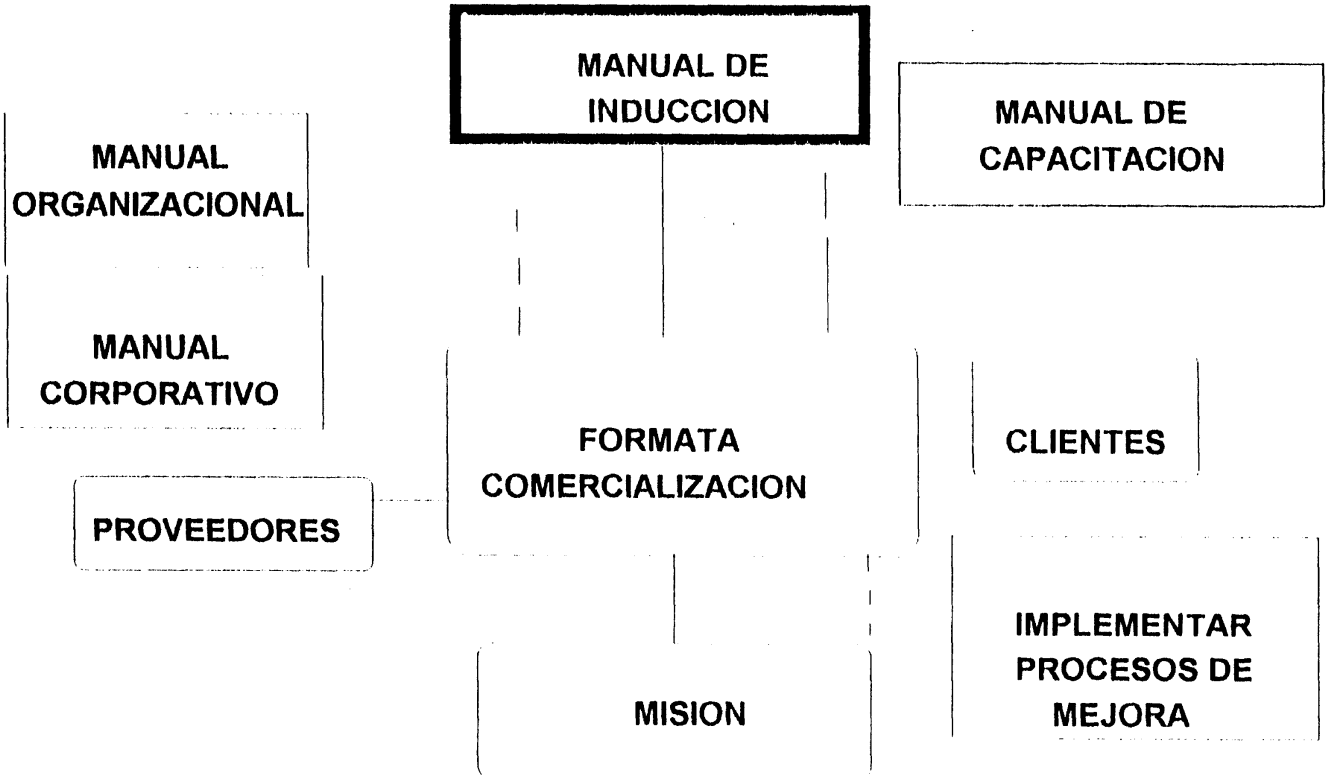 MANUAL DE
INDUCCION
MANUAL DE
CAPACITACION
MANUAL
ORGANIZACIONAL
MANUAL
CORPORATIVO
FORMATA
COMERCIALIZACION
CLIENTES
PROVEEDORES
IMPLEMENTAR
PROCESOS DE
MEJORA
MISION